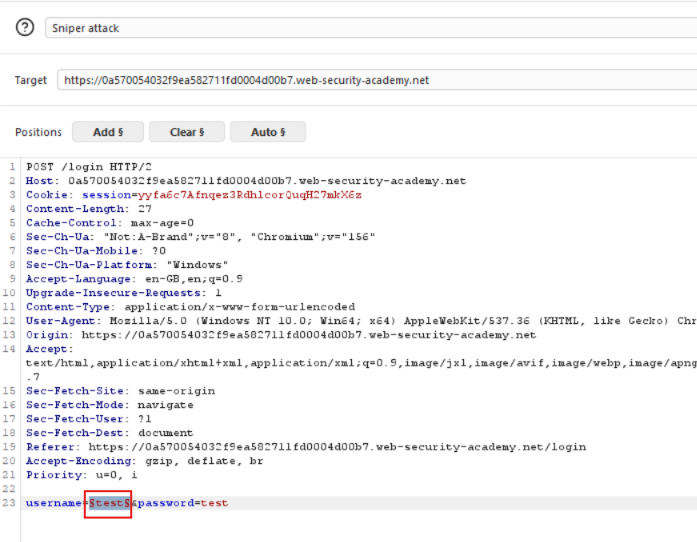 Sniper attack
Target https://0a570054032f9ea582711fd0004d00b7.web-security-academy.net
Positions Add § Clear § Auto §
1 POST /login HTTP/2
2 Host: 0a570054032f9ea582711fd0004d00b7.web-security-academy.net
3 Cookie: session=yyfa6c7Afnqez3RdhlcorQuqH27mkX6z
4 Content-Length: 27
5 Cache-Control: max-age=0
6 Sec-Ch-Ua: "Not:A-Brand";v="8", "Chromium";v="156"
7 Sec-Ch-Ua-Mobile: ?0
8 Sec-Ch-Ua-Platform: "Windows"
9 Accept-Language: en-GB,en;q=0.9
10 Upgrade-Insecure-Requests: 1
11 Content-Type: application/x-www-form-urlencoded
12 User-Agent: Mozilla/5.0 (Windows NT 10.0; Win64; x64) AppleWebKit/537.36 (KHTML, like Gecko) Chr
13 Origin: https://0a570054032f9ea582711fd0004d00b7.web-security-academy.net
14 Accept:
text/html,application/xhtml+xml,application/xml;q=0.9,image/jxl,image/avif,image/webp,image/apng
.7
15 Sec-Fetch-Site: same-origin
16 Sec-Fetch-Mode: navigate
17 Sec-Fetch-User: ?1
18 Sec-Fetch-Dest: document
19 Referer: https://0a570054032f9ea582711fd0004d00b7.web-security-academy.net/login
20 Accept-Encoding: gzip, deflate, br
21 Priority: u=0, i
22
23 username=§test§&password=test